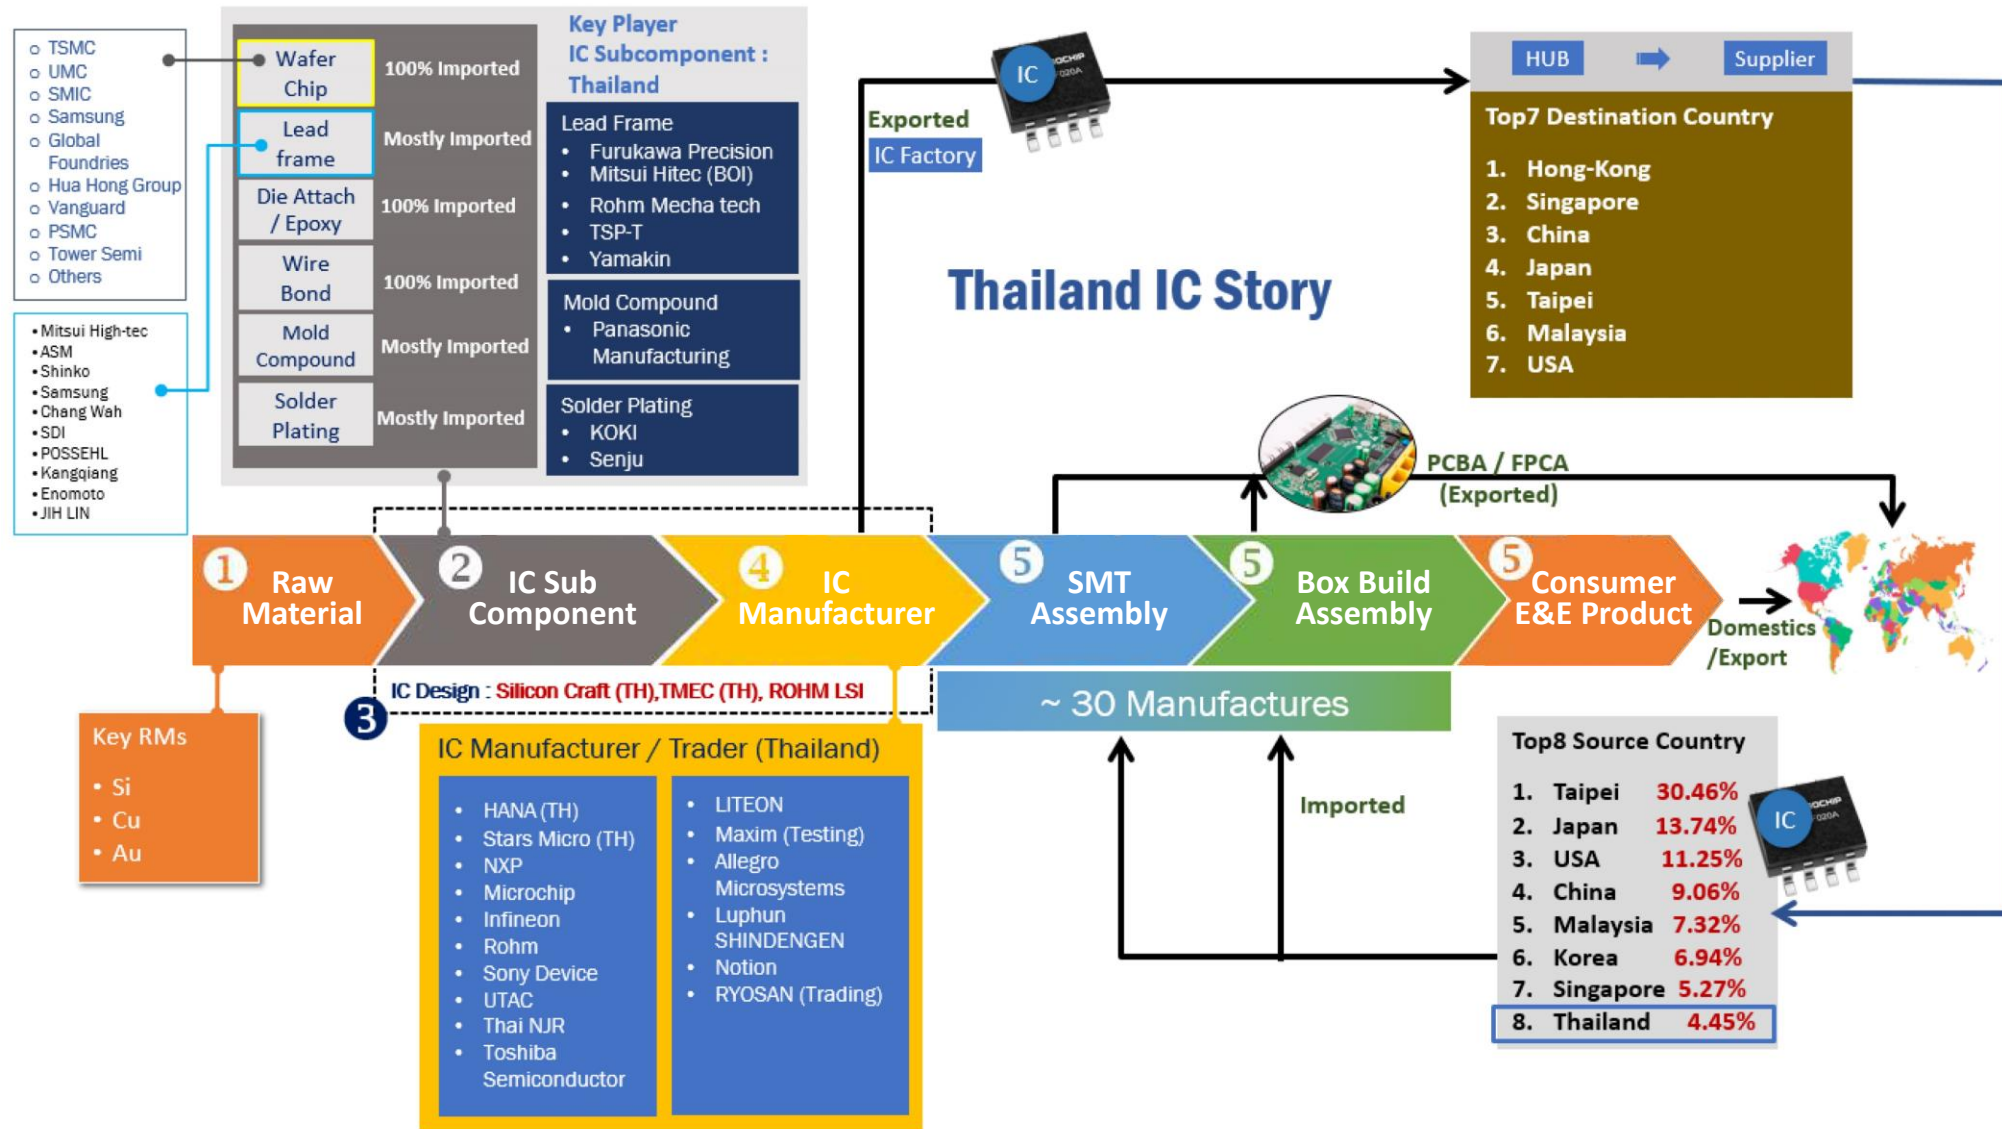 TSMC
UMC
SMIC
Samsung
Global
Foundries
Hua Hong Group
Vanguard
PSMC
Tower Semi
Others
Mitsui High-tec
ASM
Shinko
Samsung
Chang Wah
SDI
POSSEHL
Kangqiang
Enomoto
JIH LIN
Wafer
Chip
100% Imported
Lead
frame
Mostly Imported
Die Attach
/ Epoxy
100% Imported
Wire
Bond
100% Imported
Mold
Compound
Mostly Imported
Solder
Plating
Mostly Imported
Key Player
IC Subcomponent :
Thailand
Lead Frame
• Furukawa Precision
• Mitsui Hitec (BOI)
• Rohm Mecha tech
• TSP-T
• Yamakin
Mold Compound
• Panasonic
Manufacturing
Solder Plating
• KOKI
• Senju
Exported
IC Factory
IC
OCHIP
020A
HUB
Supplier
Top7 Destination Country
1. Hong-Kong
2. Singapore
3. China
4. Japan
5. Taipei
6. Malaysia
7. USA
Thailand IC Story
PCBA / FPCA
(Exported)
1
Raw
Material
2
IC Sub
Component
4
IC
Manufacturer
5
SMT
Assembly
5
Box Build
Assembly
5
Consumer
E&E Product
Domestics
/Export
3
IC Design : Silicon Craft (TH),TMEC (TH), ROHM LSI
~ 30 Manufactures
Key RMs
• Si
• Cu
• Au
IC Manufacturer / Trader (Thailand)
• HANA (TH)
• Stars Micro (TH)
• NXP
• Microchip
• Infineon
• Rohm
• Sony Device
• UTAC
• Thai NJR
• Toshiba
Semiconductor
• LITEON
• Maxim (Testing)
• Allegro
Microsystems
• Luphun
SHINDENGEN
• Notion
• RYOSAN (Trading)
Imported
Top8 Source Country
1. Taipei 30.46%
2. Japan 13.74%
3. USA 11.25%
4. China 9.06%
5. Malaysia 7.32%
6. Korea 6.94%
7. Singapore 5.27%
8. Thailand 4.45%
IC
OCHIP
020A